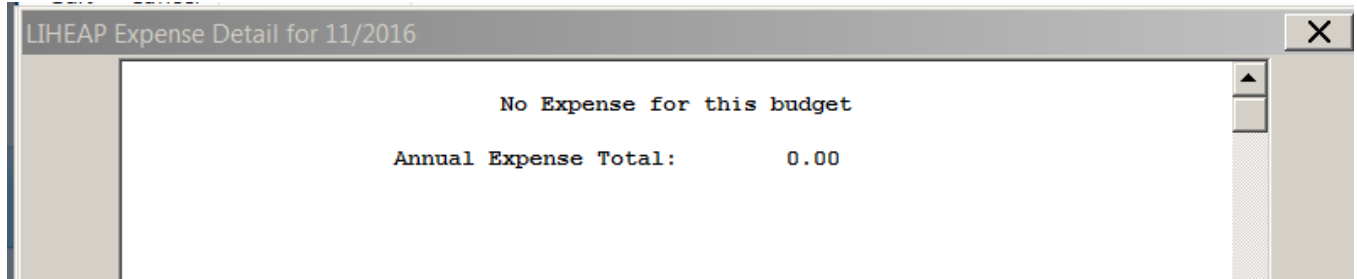 LIHEAP Expense Detail for 11/2016
No Expense for this budget
Annual Expense Total: 0.00